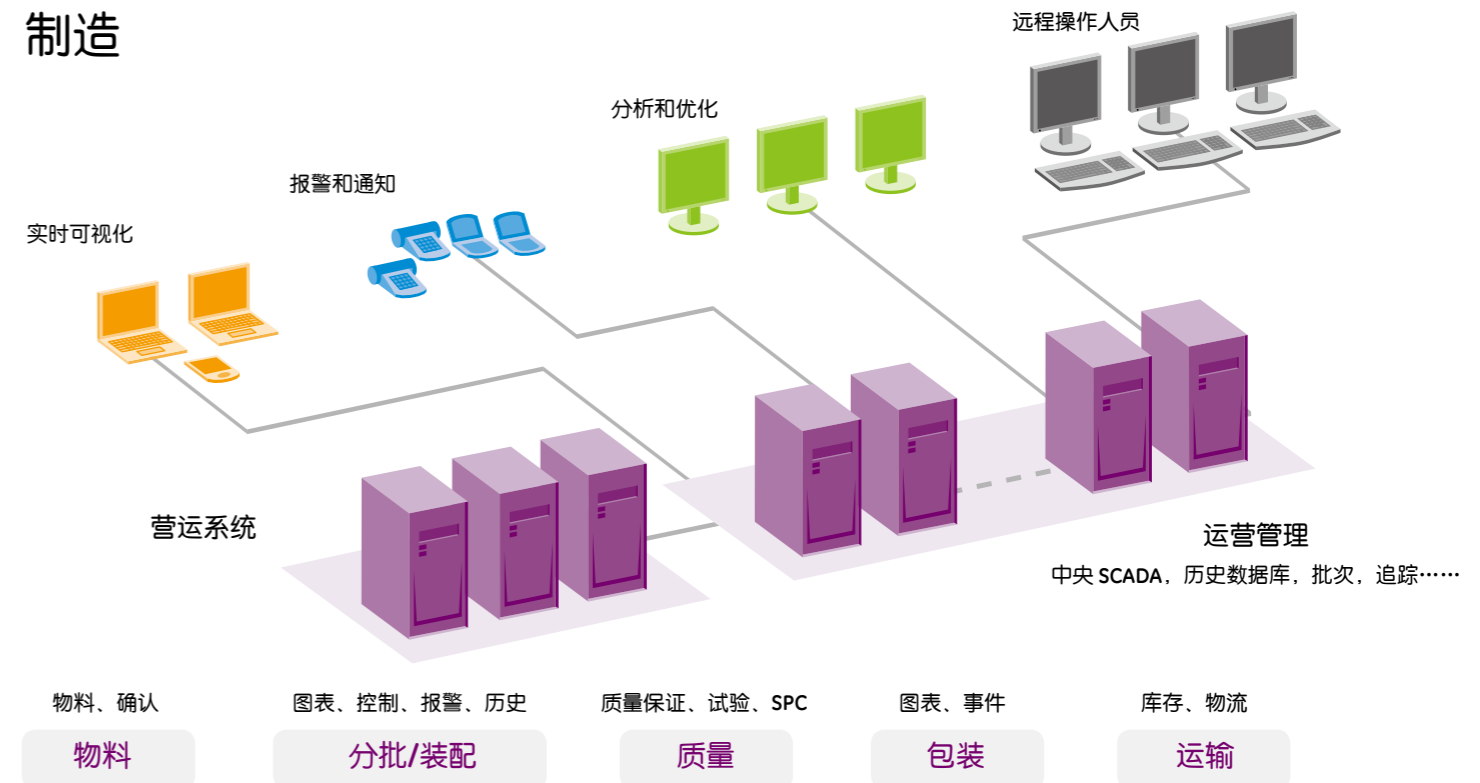 制造
远程操作人员
分析和优化
报警和通知
实时可视化
营运系统
运营管理
中央 SCADA，历史数据库，批次，追踪……
物料、确认
图表、控制、报警、历史
质量保证、试验、SPC
图表、事件
库存、物流
物料
分批/装配
质量
包装
运输